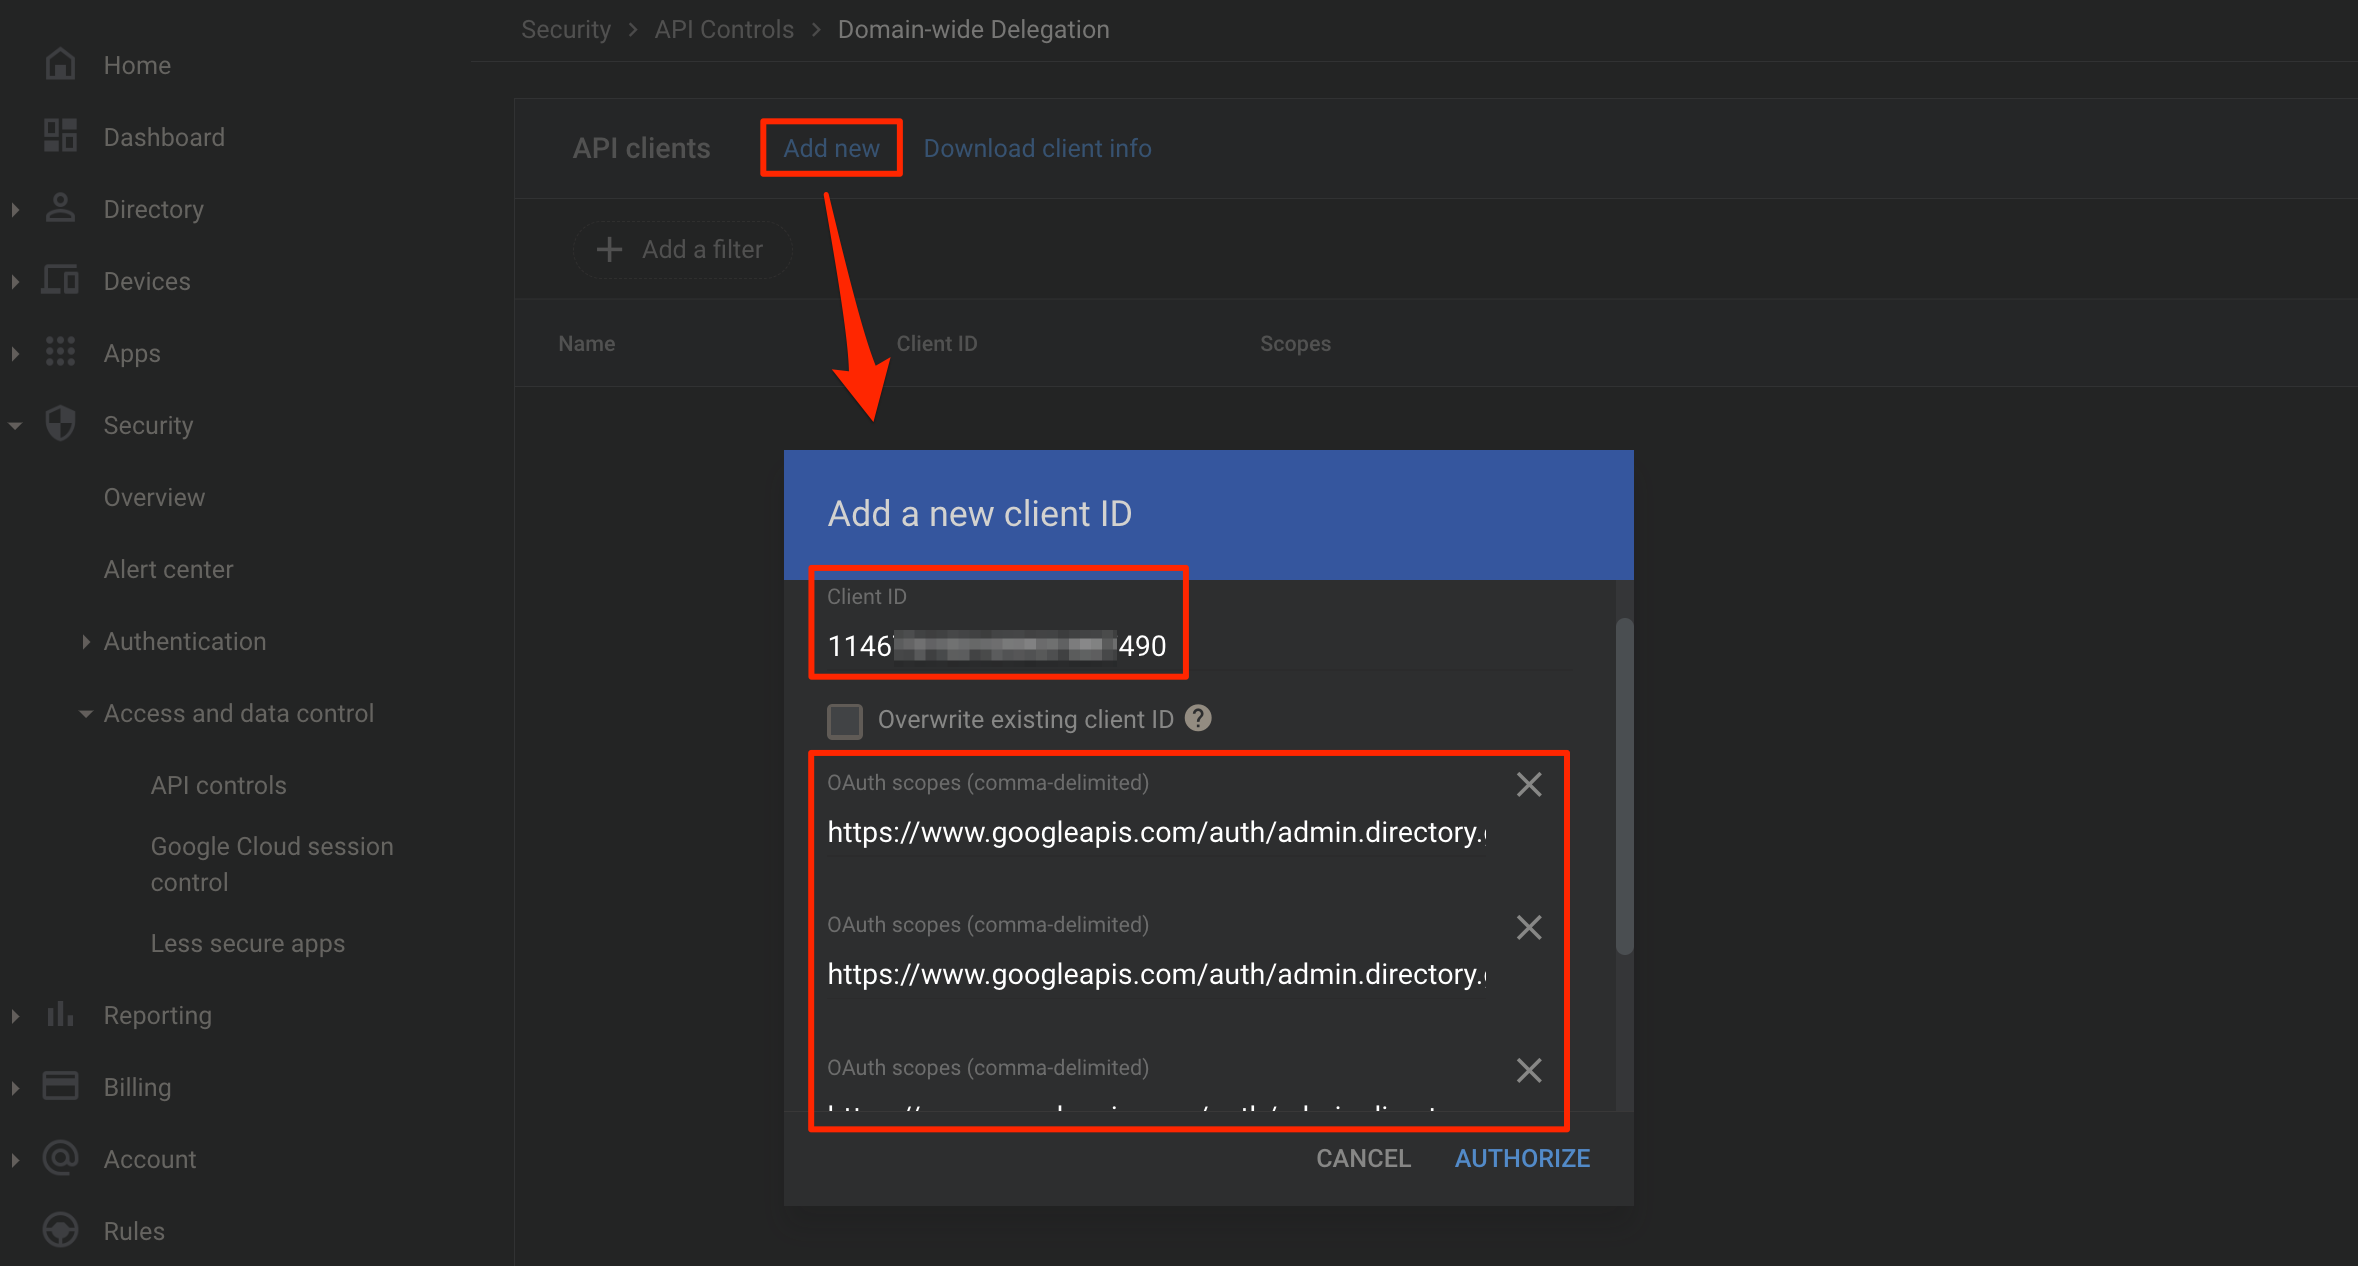 Security > API Controls > Domain-wide Delegation
Home
Dashboard
Directory
Devices
Apps
Security
Overview
Alert center
Authentication
Access and data control
API controls
Google Cloud session
control
Less secure apps
Reporting
Billing
Account
Rules
API clients Add new Download client info
+ Add a filter
Name Client ID Scopes
Add a new client ID
Client ID
1146 490
Overwrite existing client ID ?
OAuth scopes (comma-delimited)
https://www.googleapis.com/auth/admin.directory.
OAuth scopes (comma-delimited)
https://www.googleapis.com/auth/admin.directory.
OAuth scopes (comma-delimited)
CANCEL AUTHORIZE